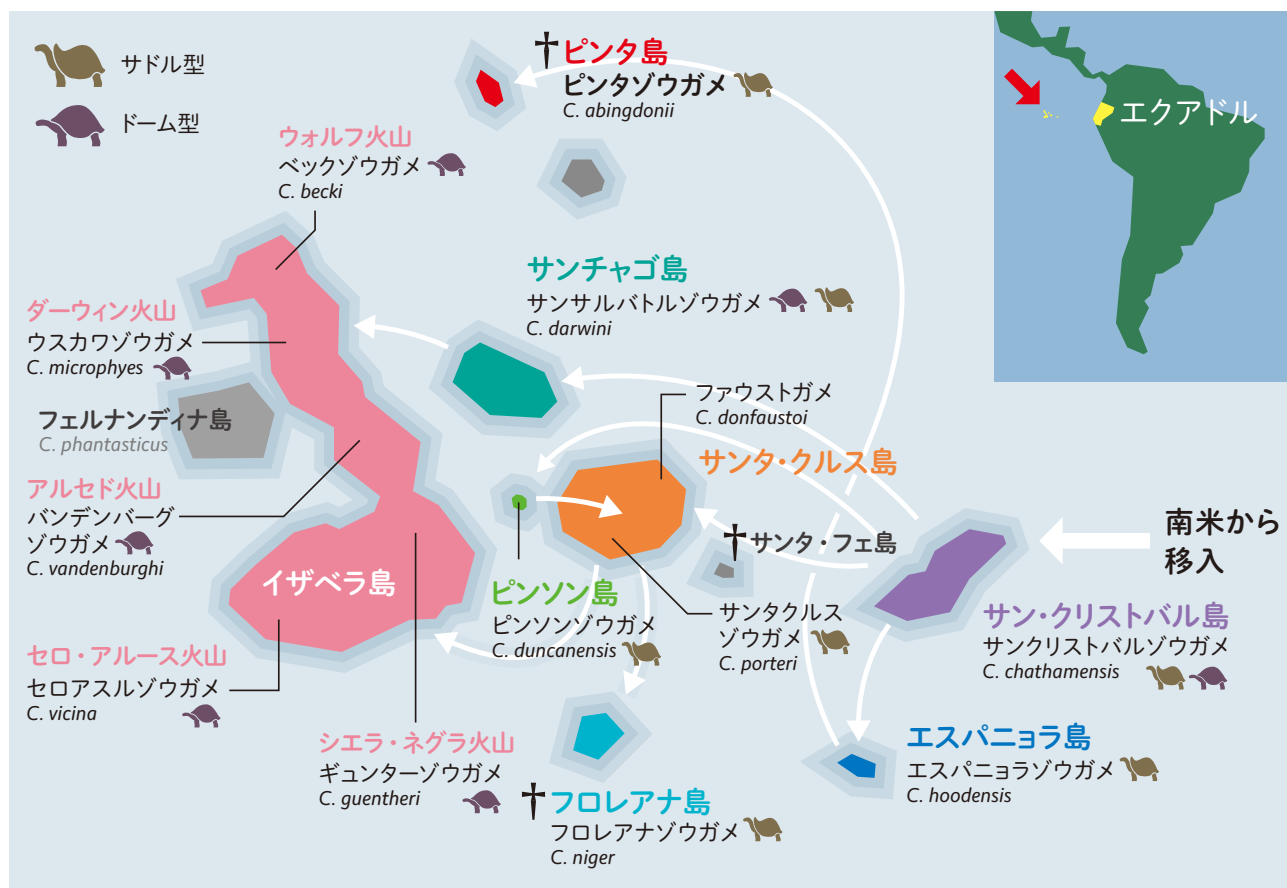 サドル型
ドーム型
†ピンタ島
ピンタゾウガメ
C. abingdonii
エクアドル
ウォルフ火山
ベックゾウガメ
C. becki
サンチャゴ島
サンサルバトルゾウガメ
C. darwini
ダーウィン火山
ウスカワゾウガメ
C. microphyes
フェルナンディナ島
C. phantasticus
ファウストガメ
C. donfaustoi
サンタ・クルス島
アルセド火山
バンデンバーグ
ゾウガメ
C. vandenburghi
†サンタ・フェ島
南米から
移入
イザベラ島
ピンソン島
ピンソンゾウガメ
C. duncanensis
サンタクルス
ゾウガメ
C. porteri
サン・クリストバル島
サンクリストバルゾウガメ
C. chathamensis
セロ・アルース火山
セロアスルゾウガメ
C. vicina
シエラ・ネグラ火山
ギュンターゾウガメ
C. guentheri
†フロレアナ島
フロレアナゾウガメ
C. niger
エスパニョラ島
エスパニョラゾウガメ
C. hoodensis